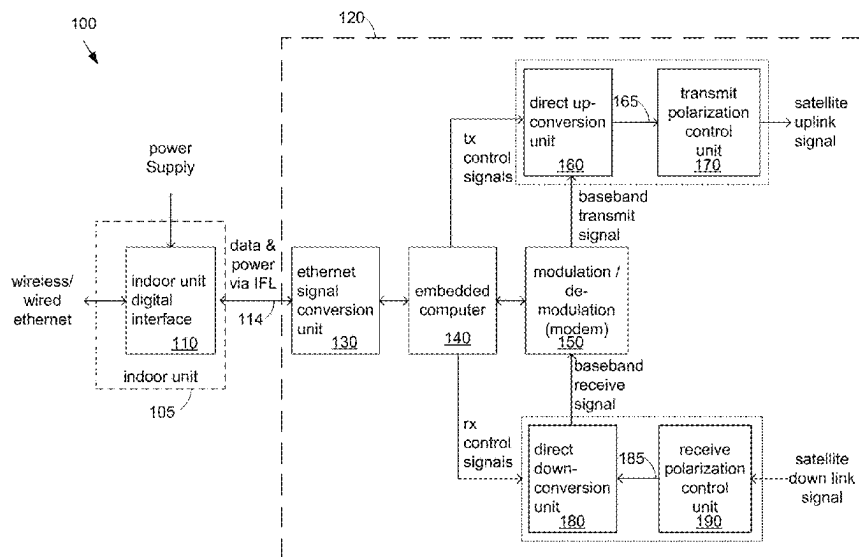 100
120
power
Supply
wireless/
wired
ethernet
indoor unit
digital
interface
110
indoor unit
105
data &
power
via IFL
114
ethernet
signal
conversion
unit
130
embedded
computer
140
tx
control
signals
rx
control
signals
modulation /
de-
modulation
(modem)
150
baseband
transmit
signal
baseband
receive
signal
direct up-
conversion
unit
160
165
transmit
polarization
control
unit
170
satellite
uplink
signal
direct
down-
conversion
unit
180
185
receive
polarization
control
unit
190
satellite
down link
signal